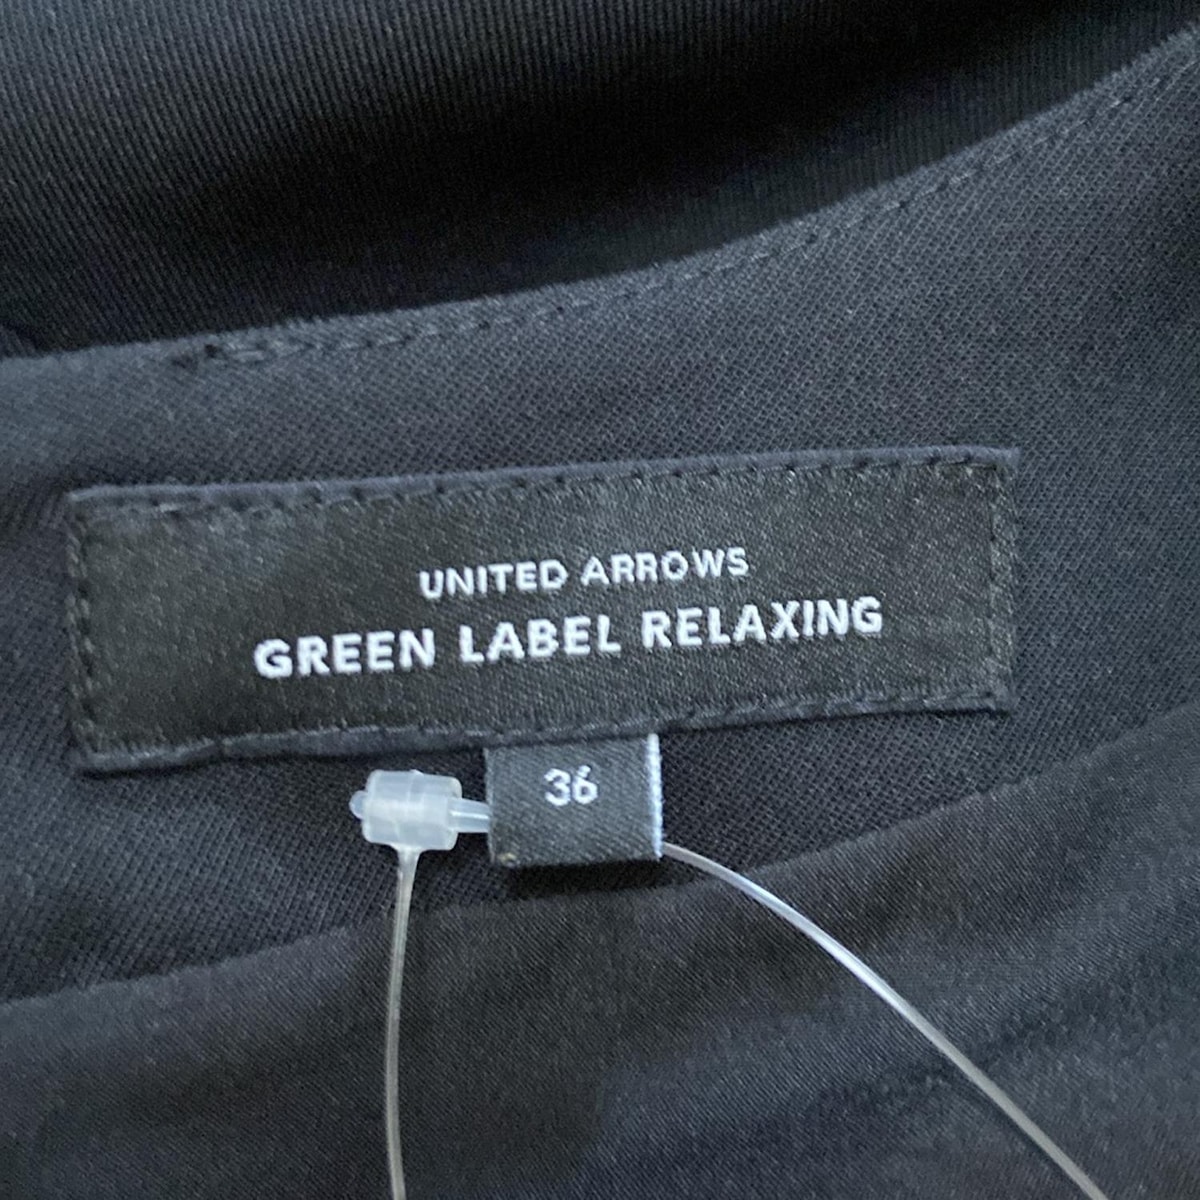 UNITED ARROWS
GREEN LABEL RELAXING
36